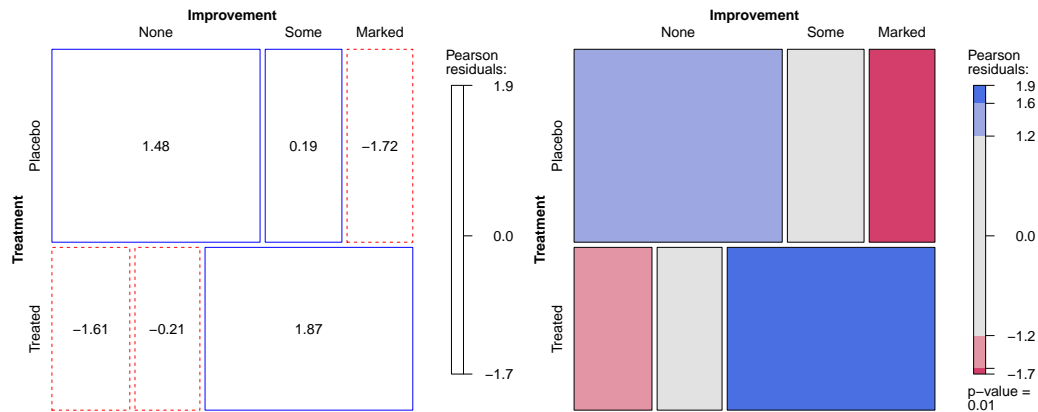 Improvement
None Some Marked
Treatment
Placebo
Treated
1.48 0.19 −1.72
−1.61 −0.21 1.87
Pearson
residuals:
1.9
0.0
−1.7
Improvement
None Some Marked
Treatment
Placebo
Treated
Pearson
residuals:
1.9
1.6
1.2
0.0
−1.2
−1.7
p−value =
0.01